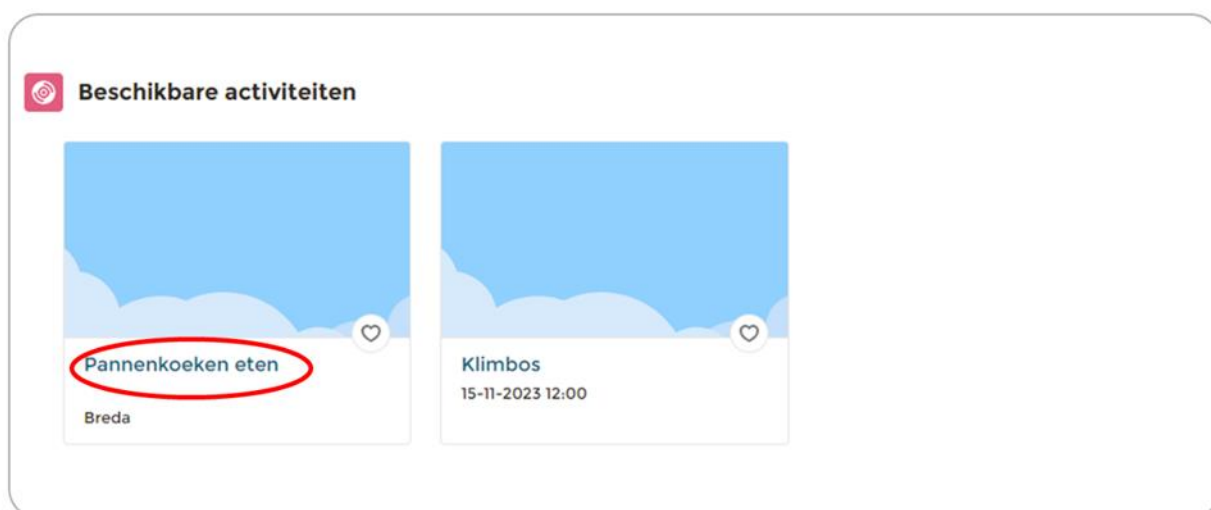 Beschikbare activiteiten
Pannenkoeken eten
Breda
Klimbos
15-11-2023 12:00